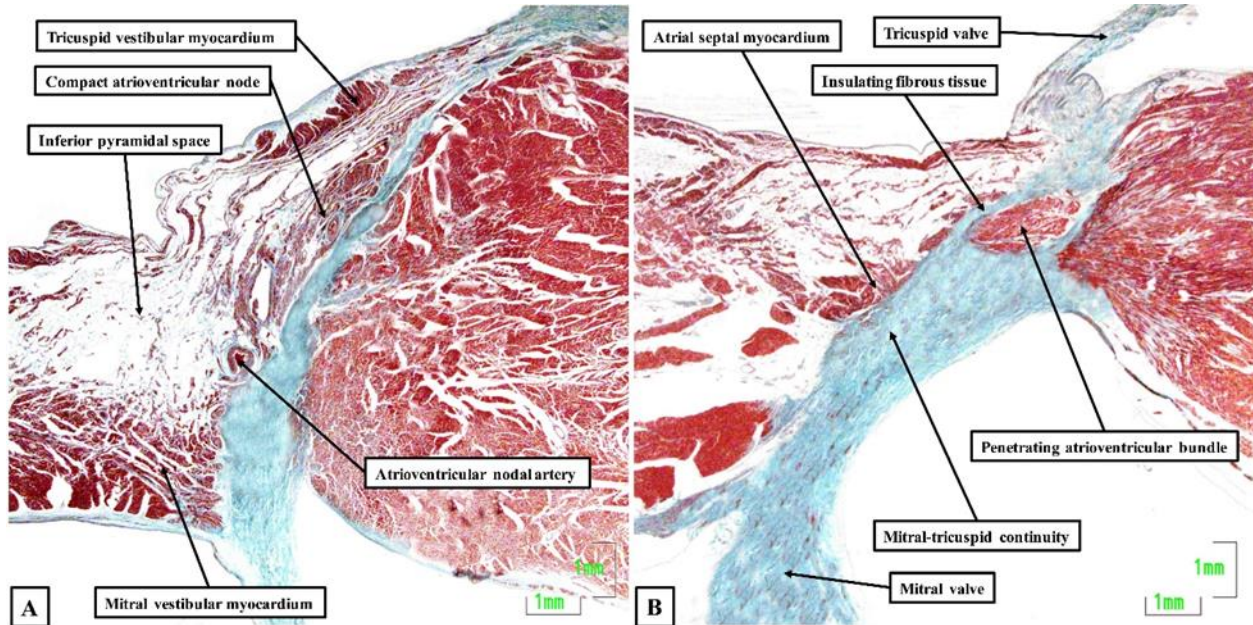 Tricuspid vestibular myocardium
Compact atrioventricular node
Inferior pyramidal space
Atrioventricular nodal artery
Mitral vestibular myocardium
A
1mm
1mm
Atrial septal myocardium
Tricuspid valve
Insulating fibrous tissue
Penetrating atrioventricular bundle
Mitral-tricuspid continuity
Mitral valve
B
1mm
1mm